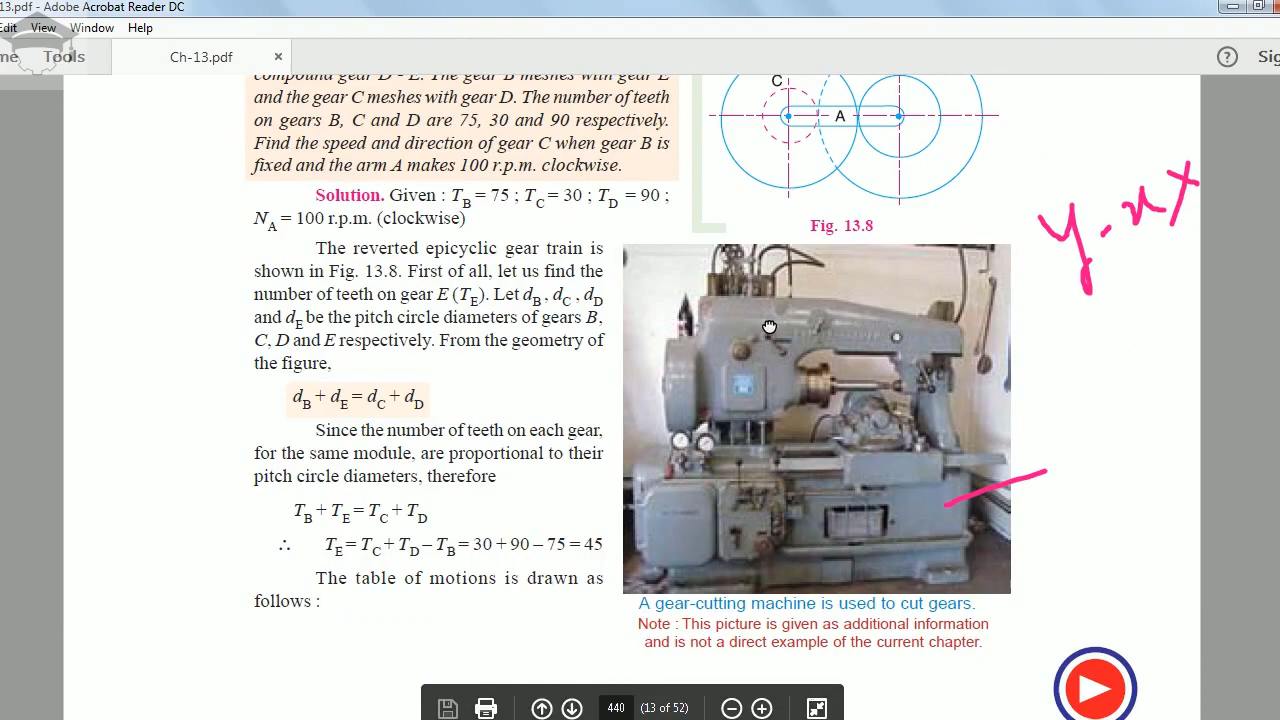 13.pdf - Adobe Acrobat Reader DC
Edit View Window Help
me Tools Ch-13.pdf × ? Sig
compound gear D - E. The gear B meshes with gear E
and the gear C meshes with gear D. The number of teeth
on gears B, C and D are 75, 30 and 90 respectively.
Find the speed and direction of gear C when gear B is
fixed and the arm A makes 100 r.p.m. clockwise.
C
A
Fig. 13.8
Solution. Given : TB = 75 ; TC = 30 ; TD = 90 ;
NA = 100 r.p.m. (clockwise)
The reverted epicyclic gear train is
shown in Fig. 13.8. First of all, let us find the
number of teeth on gear E (TE). Let dB , dC , dD
and dE be the pitch circle diameters of gears B,
C, D and E respectively. From the geometry of
the figure,
dB + dE = dC + dD
Since the number of teeth on each gear,
for the same module, are proportional to their
pitch circle diameters, therefore
TB + TE = TC + TD
∴ TE = TC + TD – TB = 30 + 90 – 75 = 45
The table of motions is drawn as
follows :
A gear-cutting machine is used to cut gears.
Note : This picture is given as additional information
and is not a direct example of the current chapter.
440 (13 of 52)